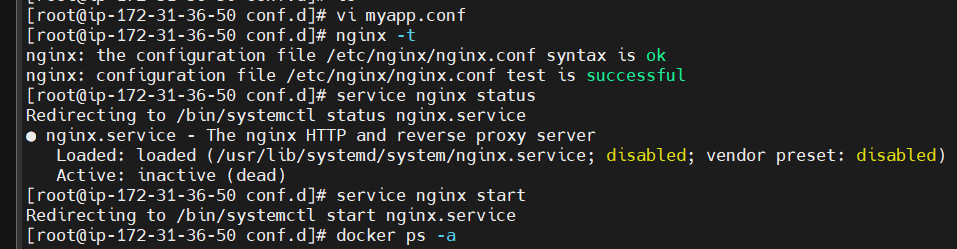 [root@ip-172-31-36-50 conf.d]# vi myapp.conf
[root@ip-172-31-36-50 conf.d]# nginx -t
nginx: the configuration file /etc/nginx/nginx.conf syntax is ok
nginx: configuration file /etc/nginx/nginx.conf test is successful
[root@ip-172-31-36-50 conf.d]# service nginx status
Redirecting to /bin/systemctl status nginx.service
● nginx.service - The nginx HTTP and reverse proxy server
   Loaded: loaded (/usr/lib/systemd/system/nginx.service; disabled; vendor preset: disabled)
   Active: inactive (dead)
[root@ip-172-31-36-50 conf.d]# service nginx start
Redirecting to /bin/systemctl start nginx.service
[root@ip-172-31-36-50 conf.d]# docker ps -a